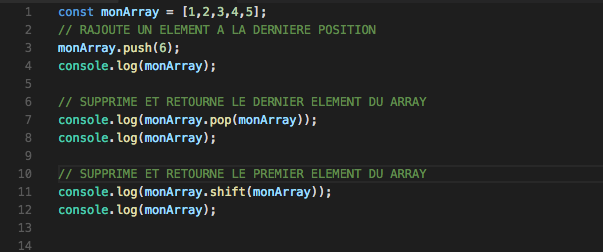 1 const monArray = [1,2,3,4,5];
2 // RAJOUTE UN ELEMENT A LA DERNIERE POSITION
3 monArray.push(6);
4 console.log(monArray);
5
6 // SUPPRIME ET RETOURNE LE DERNIER ELEMENT DU ARRAY
7 console.log(monArray.pop(monArray));
8 console.log(monArray);
9
10 // SUPPRIME ET RETOURNE LE PREMIER ELEMENT DU ARRAY
11 console.log(monArray.shift(monArray));
12 console.log(monArray);
13
14